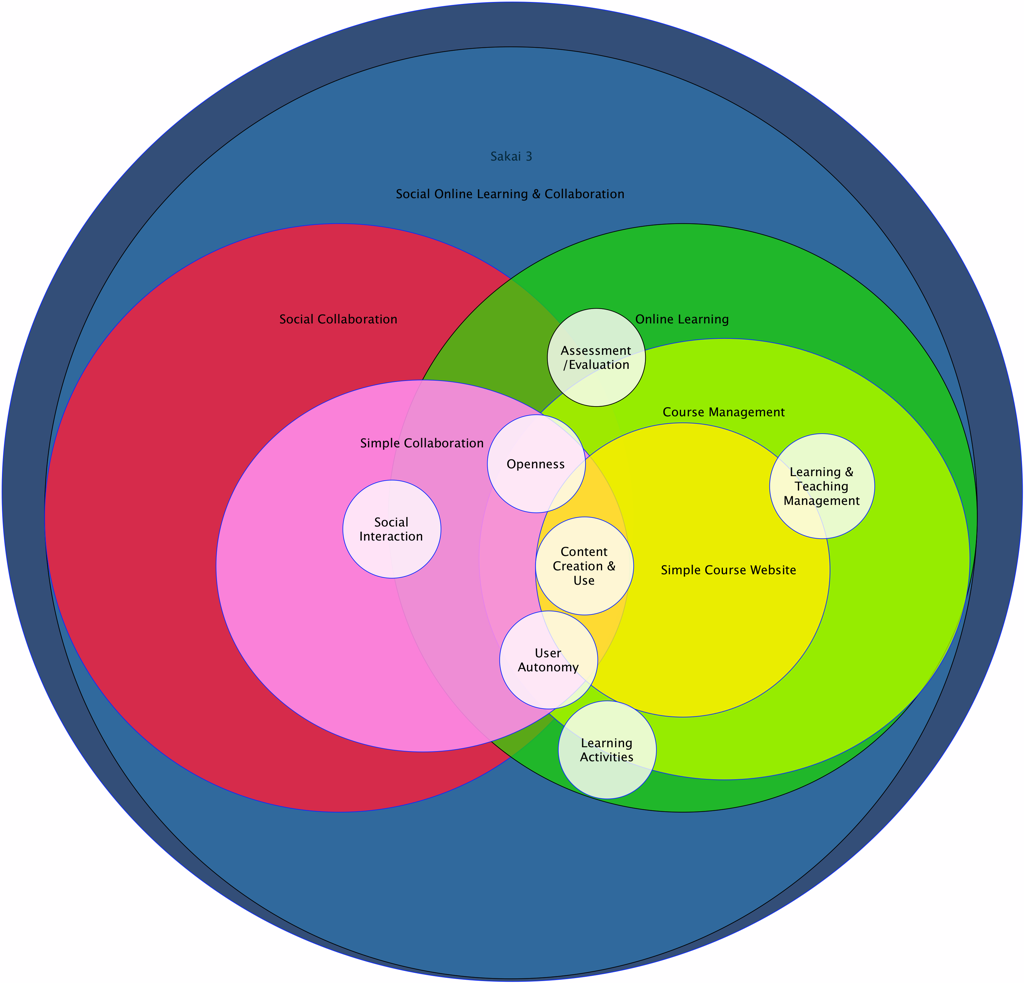 Sakai 3
Social Online Learning & Collaboration
Social Collaboration
Online Learning
Assessment
/Evaluation
Course Management
Simple Collaboration
Openness
Learning &
Teaching
Management
Social
Interaction
Content
Creation &
Use
Simple Course Website
User
Autonomy
Learning
Activities